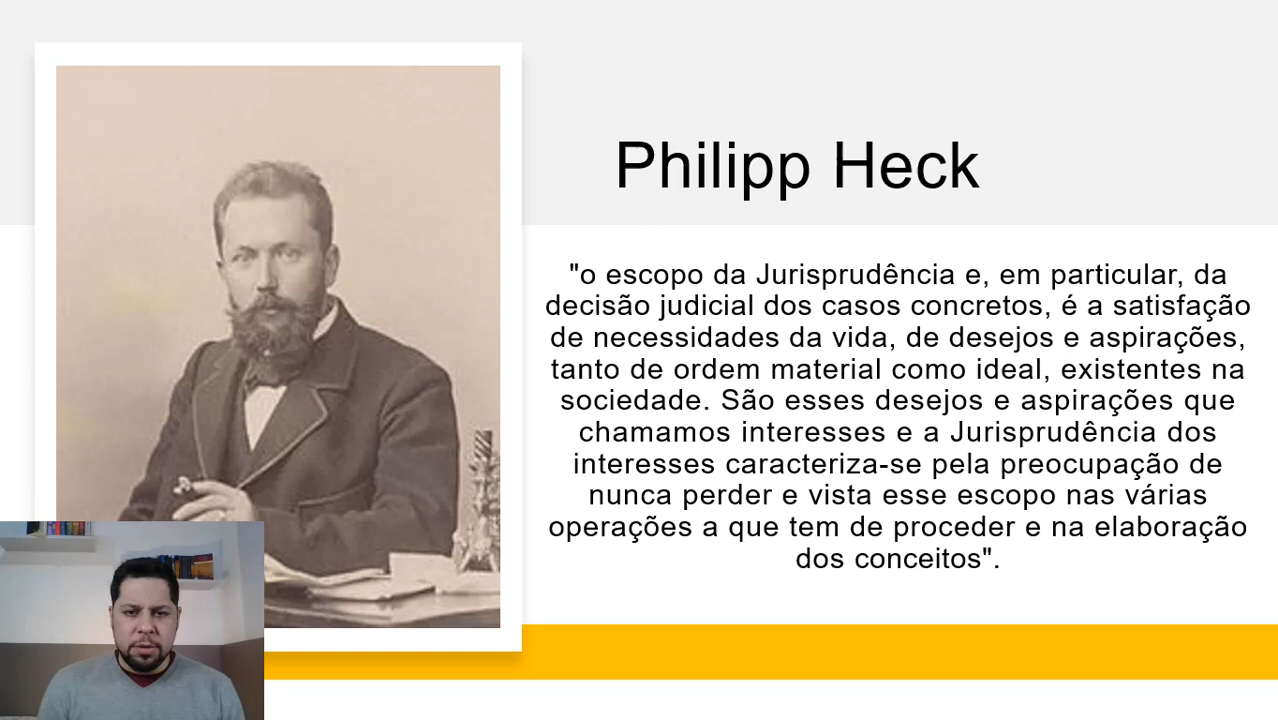 Philipp Heck
"o escopo da Jurisprudência e, em particular, da
decisão judicial dos casos concretos, é a satisfação
de necessidades da vida, de desejos e aspirações,
tanto de ordem material como ideal, existentes na
sociedade. São esses desejos e aspirações que
chamamos interesses e a Jurisprudência dos
interesses caracteriza-se pela preocupação de
nunca perder e vista esse escopo nas várias
operações a que tem de proceder e na elaboração
dos conceitos".